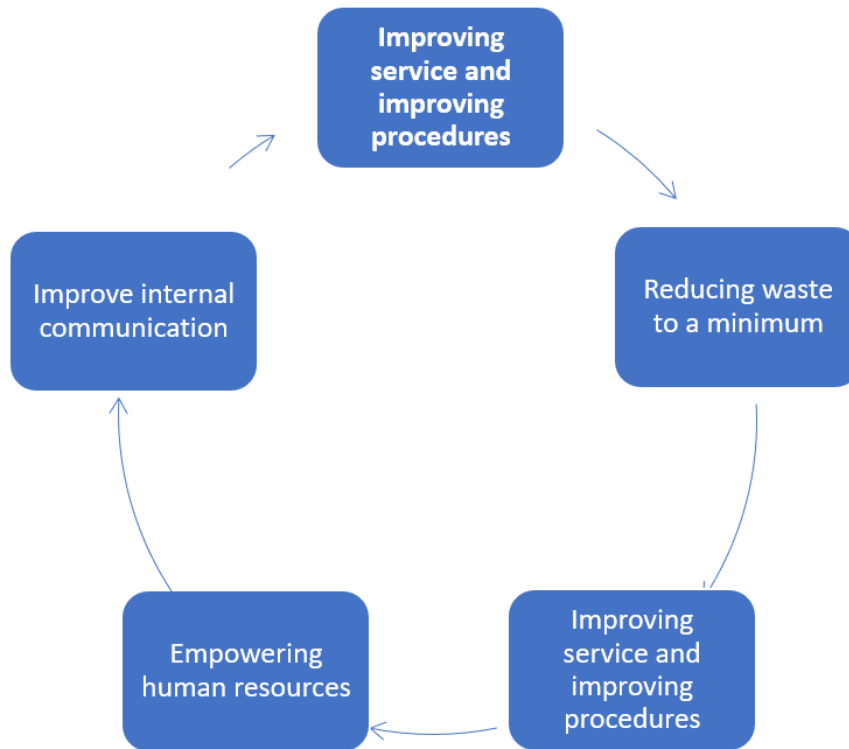 Improving
service and
improving
procedures
Reducing waste
to a minimum
Improving
service and
improving
procedures
Empowering
human resources
Improve internal
communication